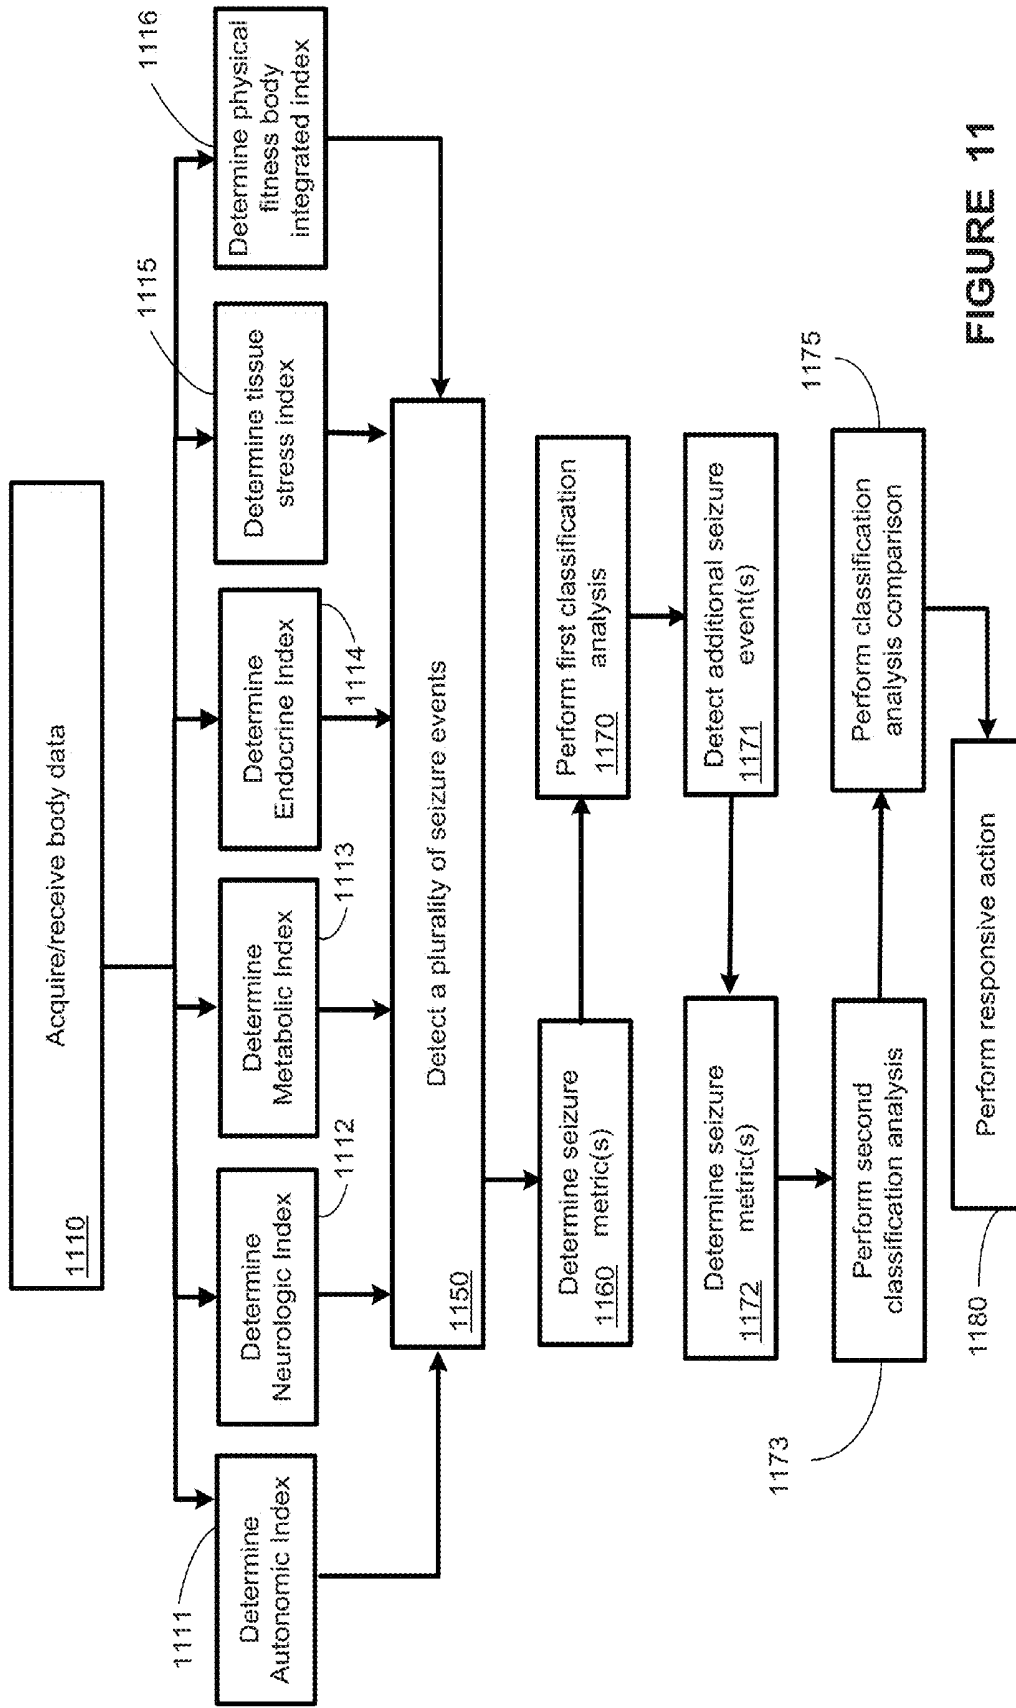 Acquire/receive body data
1110
1111
Determine
Autonomic Index
Determine
Neurologic Index
1112
Determine
Metabolic Index
1113
Determine
Endocrine Index
1114
1115
Determine tissue
stress index
1116
Determine physical
fitness body
integrated index
Detect a plurality of seizure events
1150
Determine seizure
1160 metric(s)
Perform first classification
1170 analysis
Determine seizure
1172 metric(s)
Detect additional seizure
1171 event(s)
1173
Perform second
classification analysis
Perform classification
analysis comparison
1175
1180
Perform responsive action
FIGURE 11